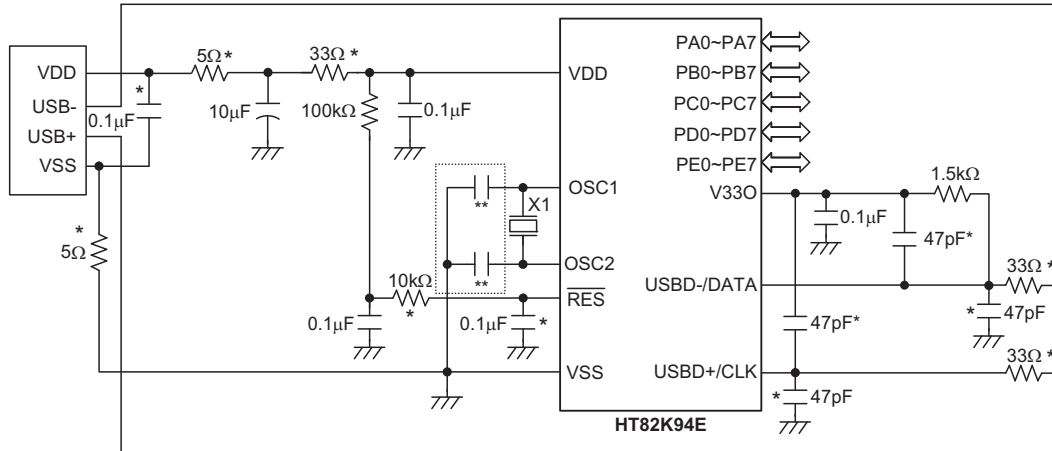 VDD
USB-
USB+
VSS
5Ω *
33Ω *
* 0.1μF
10μF
100kΩ
0.1μF
* 5Ω
**
X1
**
10kΩ
*
0.1μF
0.1μF *
VDD
OSC1
OSC2
RES
VSS
PA0~PA7
PB0~PB7
PC0~PC7
PD0~PD7
PE0~PE7
V33O
USBD-/DATA
USBD+/CLK
HT82K94E
1.5kΩ
0.1μF
47pF*
33Ω *
* 47pF
47pF*
33Ω *
* 47pF